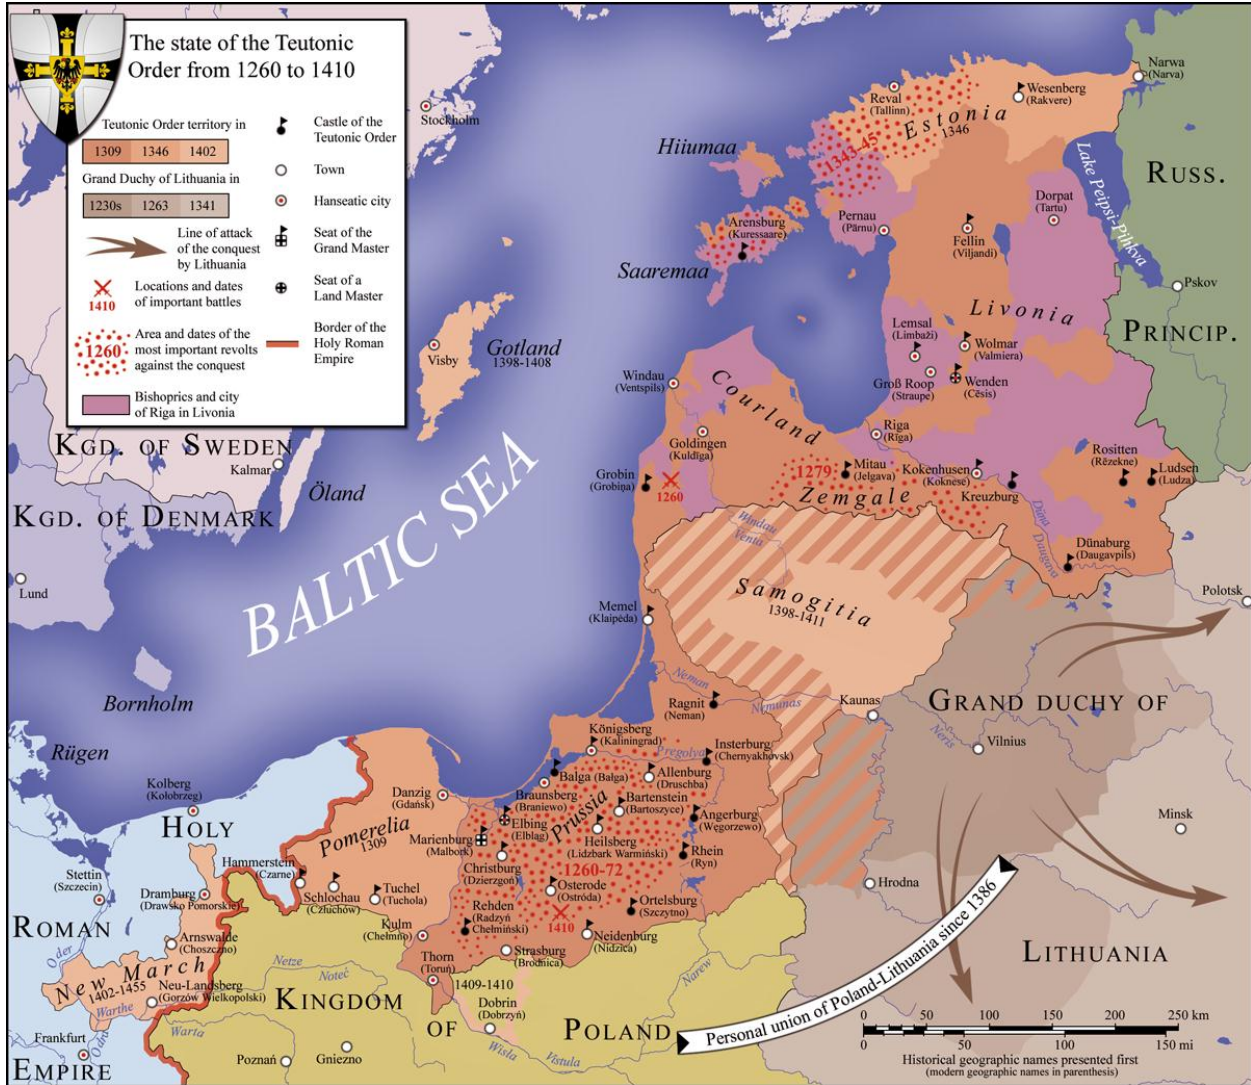 The state of the Teutonic
Order from 1260 to 1410
Teutonic Order territory in
1309 1346 1402
Grand Duchy of Lithuania in
1230s 1263 1341
Line of attack
of the conquest
by Lithuania
1410
Locations and dates
of important battles
1260
Area and dates of the
most important revolts
against the conquest
Bishoprics and city
of Riga in Livonia
Castle of the
Teutonic Order
Town
Hanseatic city
Seat of the
Grand Master
Seat of a
Land Master
Border of the
Holy Roman
Empire
Stockholm
Hiiumaa
Reval
(Tallinn)
Wesenberg
(Rakvere)
Narwa
(Narva)
Estonia
1346
1343-45
RUSS.
Lake Peipsi-Pihkva
Arensburg
(Kuressaare)
Saaremaa
Pernau
(Pärnu)
Fellin
(Viljandi)
Dorpat
(Tartu)
Pskov
PRINCIP.
Livonia
Visby
Gotland
1398-1408
Lemsal
(Limbaži)
Wolmar
(Valmiera)
Groß Roop
(Straupe)
Wenden
(Cēsis)
Windau
(Ventspils)
Courland
Goldingen
(Kuldīga)
Riga
(Rīga)
KGD. OF SWEDEN
Kalmar
Öland
KGD. OF DENMARK
Lund
BALTIC SEA
Grobin
(Grobiņa)
1260
1279
Mitau
(Jelgava)
Zemgale
Kokenhusen
(Koknese)
Kreuzburg
Rositten
(Rēzekne)
Ludsen
(Ludza)
Windau
Venta
Düna
Daugava
Dünaburg
(Daugavpils)
Samogitia
1398-1411
Polotsk
Memel
(Klaipėda)
Bornholm
Rügen
Neman
Nemunas
Ragnit
(Neman)
Kaunas
GRAND DUCHY OF
Neris
Vilnius
Königsberg
(Kaliningrad)
Pregolya
Insterburg
(Chernyakhovsk)
Kolberg
(Kołobrzeg)
HOLY
Danzig
(Gdańsk)
Balga (Bałga)
Allenburg
(Druschba)
Braunsberg
(Braniewo)
Bartenstein
(Bartoszyce)
Angerburg
(Węgorzewo)
Minsk
Pomerelia
1309
Marienburg
(Malbork)
Elbing
(Elbląg)
Prussia
Heilsberg
(Lidzbark Warmiński)
Rhein
(Ryn)
Hammerstein
(Czarne)
Christburg
(Dzierzgoń)
1260-72
Stettin
(Szczecin)
Dramburg
(Drawsko Pomorskie)
Schlochau
(Człuchów)
Tuchel
(Tuchola)
Osterode
(Ostróda)
Hrodna
Rehden
(Radzyń
Chełmiński)
1410
Ortelsburg
(Szczytno)
ROMAN
Arnswalde
(Choszczno)
Kulm
(Chełmno)
Neidenburg
(Nidzica)
Strasburg
(Brodnica)
Oder
New March
1402-1455
Neu-Landsberg
(Gorzów Wielkopolski)
Warthe
Netze
Noteć
Thorn
(Toruń)
1409-1410
Narew
LITHUANIA
KINGDOM
OF
Dobrin
(Dobrzyń)
POLAND
Personal union of Poland-Lithuania since 1386
Frankfurt
Odra
Warta
Poznań
Gniezno
Wisła
Vistula
EMPIRE
0 50 100 150 200 250 km
0 50 100 150 mi
Historical geographic names presented first
(modern geographic names in parenthesis)